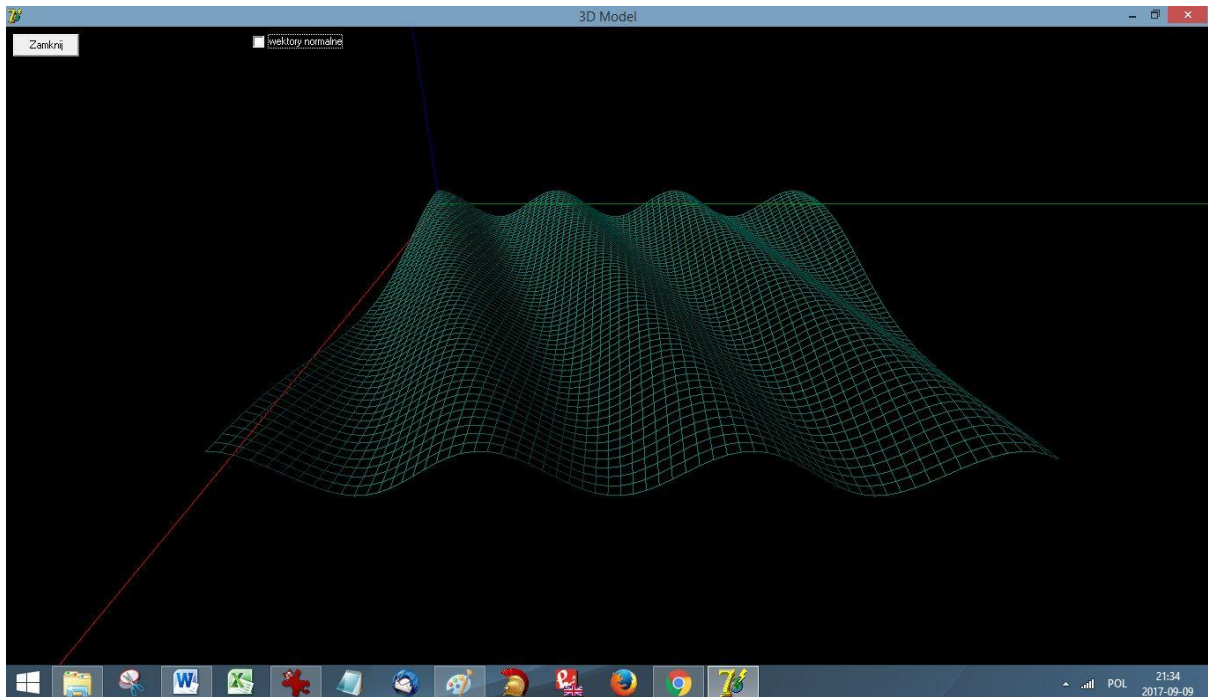 3D Model
Zamknij
wektory normalne
POL
21:34
2017-09-09